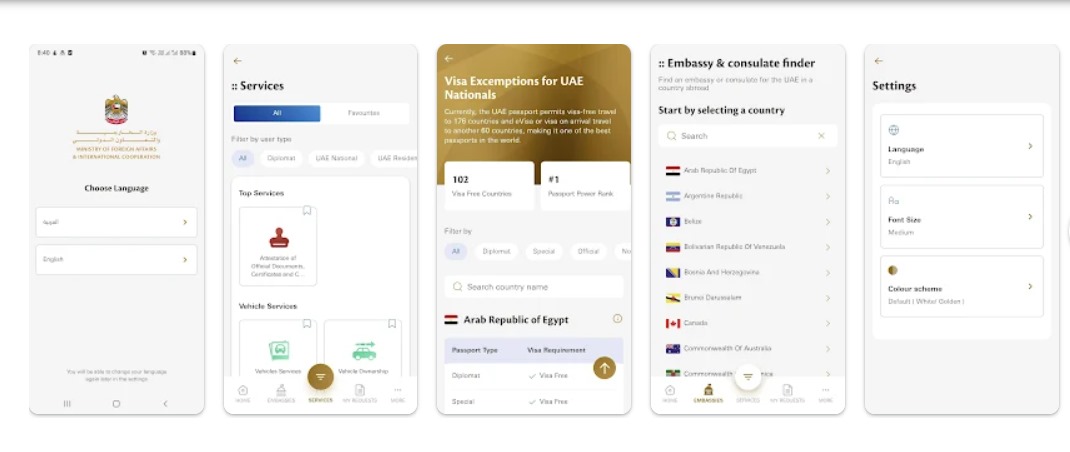 وزارة الخارجية
والتعاون الدولي
MINISTRY OF FOREIGN AFFAIRS
& INTERNATIONAL COOPERATION
Choose Language
العربية
English
You will be able to change your language
again later in the settings
:: Services
All
Favourites
Filter by user type
All
Diplomat
UAE National
UAE Residen
Top Services
Attestation of
Official Documents,
Certificates and C...
Vehicle Services
Vehicles Services
Vehicle Ownership
HOME
EMBASSIES
SERVICES
MY REQUESTS
MORE
Visa Excemptions for UAE
Nationals
Currently, the UAE passport permits visa-free travel
to 176 countries and eVisa or visa on arrival travel
to another 60 countries, making it one of the best
passports in the world.
102
Visa Free Countries
#1
Passport Power Rank
Filter by
All
Diplomat
Special
Official
No
Search country name
Arab Republic of Egypt
Passport Type
Visa Requirement
Diplomat
Visa Free
Special
Visa Free
:: Embassy & consulate finder
Find an embassy or consulate for the UAE in a
country abroad
Start by selecting a country
Search
Arab Republic Of Egypt
Argentine Republic
Belize
Bolivarian Republic Of Venezuela
Bosnia And Herzegovina
Brunei Darussalam
Canada
Commonwealth Of Australia
Commonwealth Of
HOME
EMBASSIES
SERVICES
MY REQUESTS
MORE
Settings
Language
English
Aa
Font Size
Medium
Colour scheme
Default ( White/ Golden )